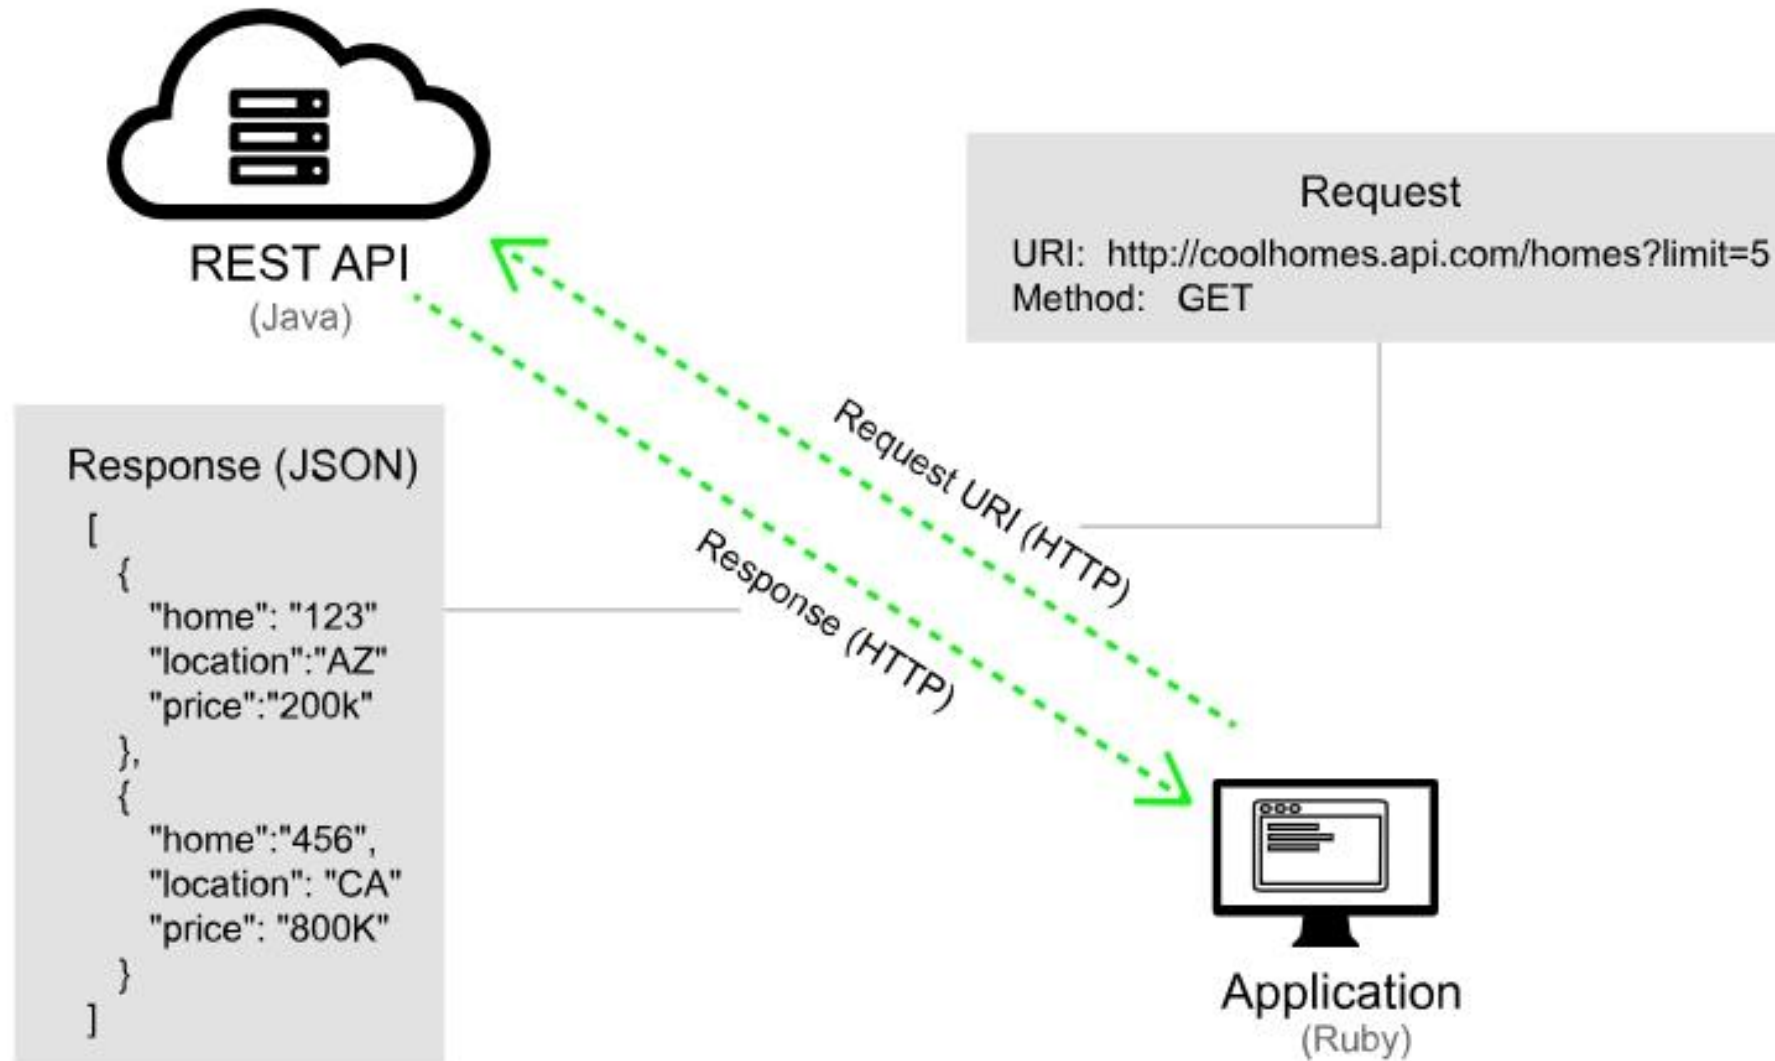 REST API
(Java)
Request
URI: http://coolhomes.api.com/homes?limit=5
Method: GET
Request URI (HTTP)
Response (HTTP)
Response (JSON)
[
{
"home": "123"
"location":"AZ"
"price":"200k"
},
{
"home":"456",
"location": "CA"
"price": "800K"
}
]
Application
(Ruby)